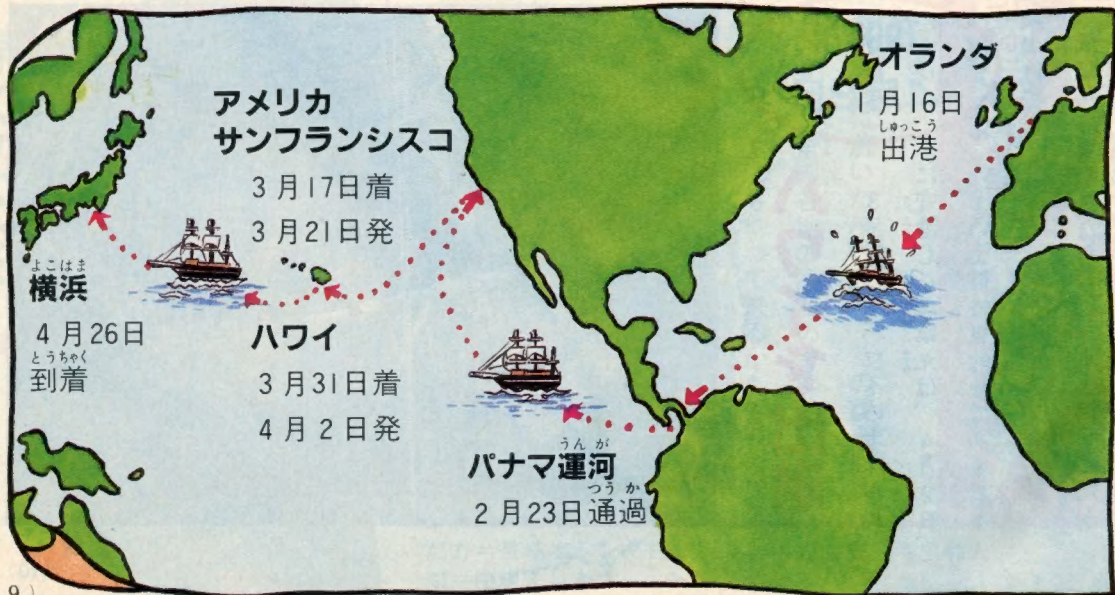 オランダ
1月16日
しゅっこう
出港
アメリカ
サンフランシスコ
3月17日着
3月21日発
よこはま
横浜
4月26日
とうちゃく
到着
ハワイ
3月31日着
4月2日発
うんが
パナマ運河
つうか
2月23日通過
9)